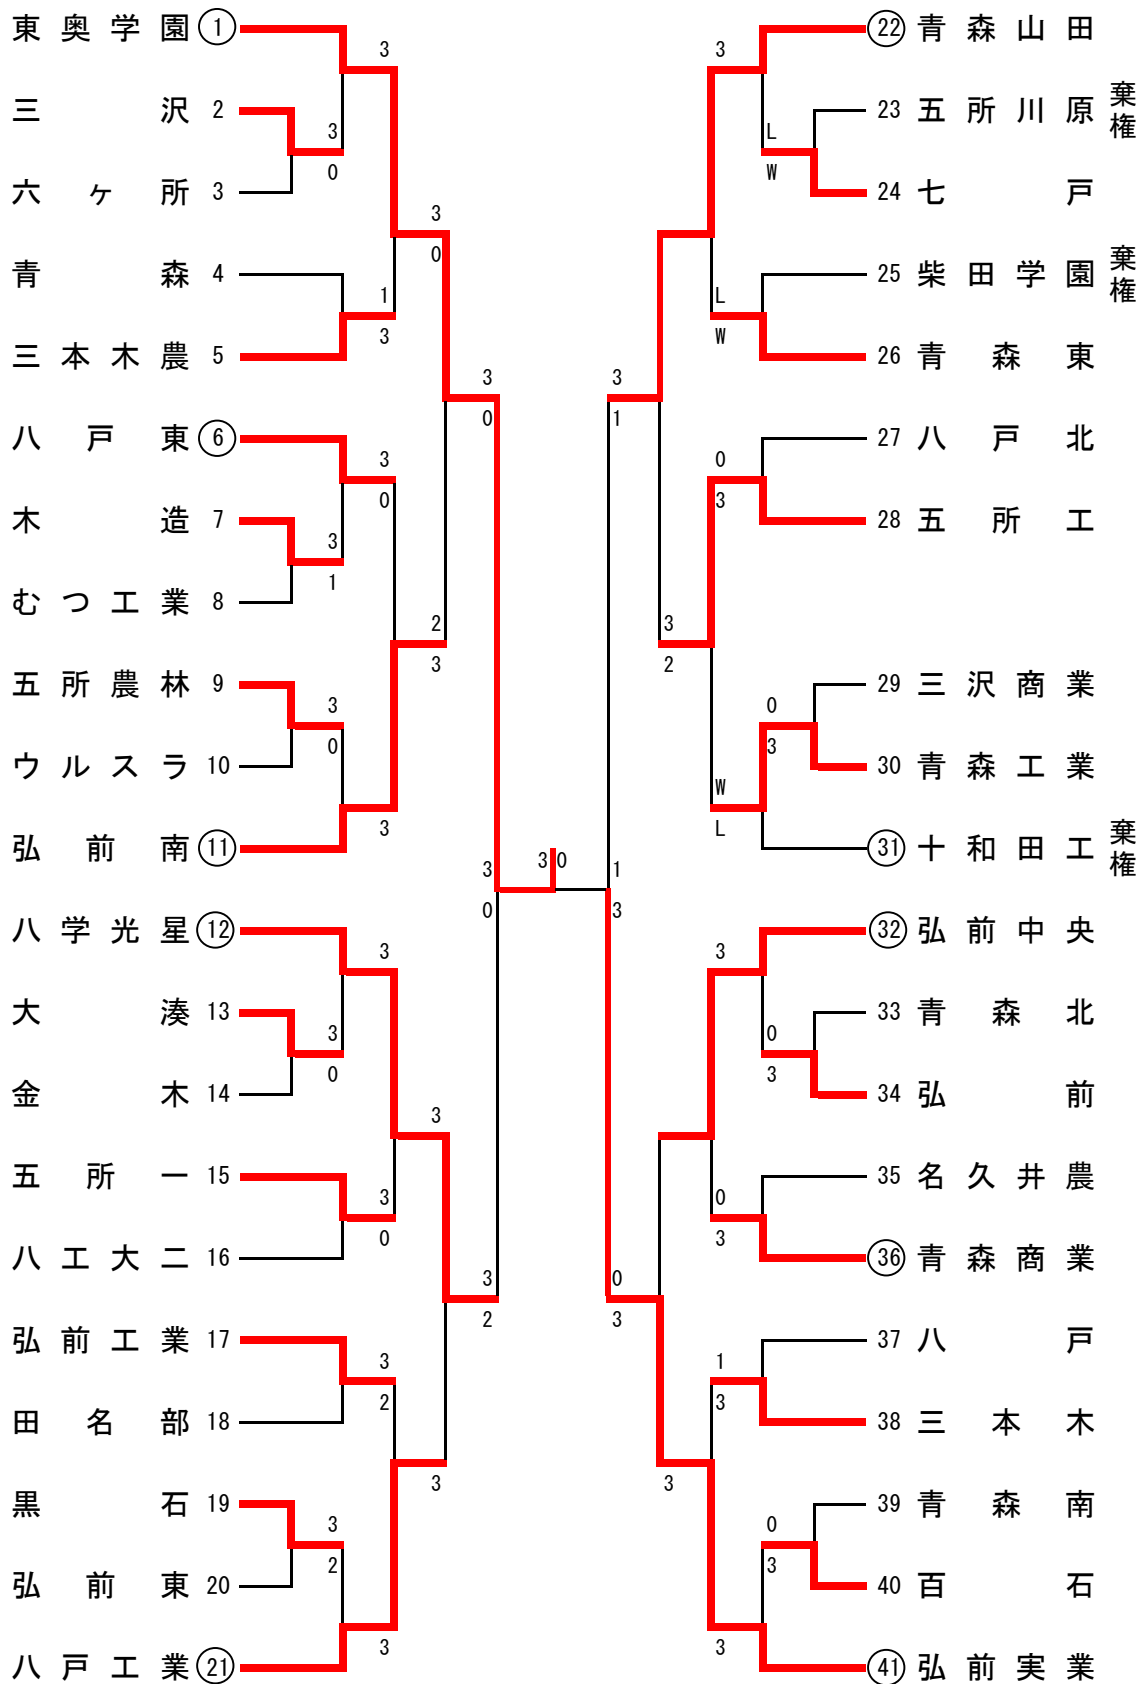 東奥学園 1
三沢 2
六ヶ所 3
青森 4
三本木農 5
八戸東 6
木造 7
むつ工業 8
五所農林 9
ウルスラ 10
弘前南 11
八学光星 12
大湊 13
金木 14
五所一 15
八工大二 16
弘前工業 17
田名部 18
黒石 19
弘前東 20
八戸工業 21
3
3
0
3
0
1
3
3
0
3
0
3
1
2
3
3
0
3
3
0
3
3
0
3
3
0
3
2
3
2
3
3
2
3
3 0
22 青森山田
23 五所川原 棄権
24 七戸
25 柴田学園 棄権
26 青森東
27 八戸北
28 五所工
29 三沢商業
30 青森工業
31 十和田工 棄権
32 弘前中央
33 青森北
34 弘前
35 名久井農
36 青森商業
37 八戸
38 三本木
39 青森南
40 百石
41 弘前実業
3
L
W
L
W
3
1
0
3
3
2
0
3
W
L
1
3
3
0
3
0
3
0
3
1
3
3
0
3
3